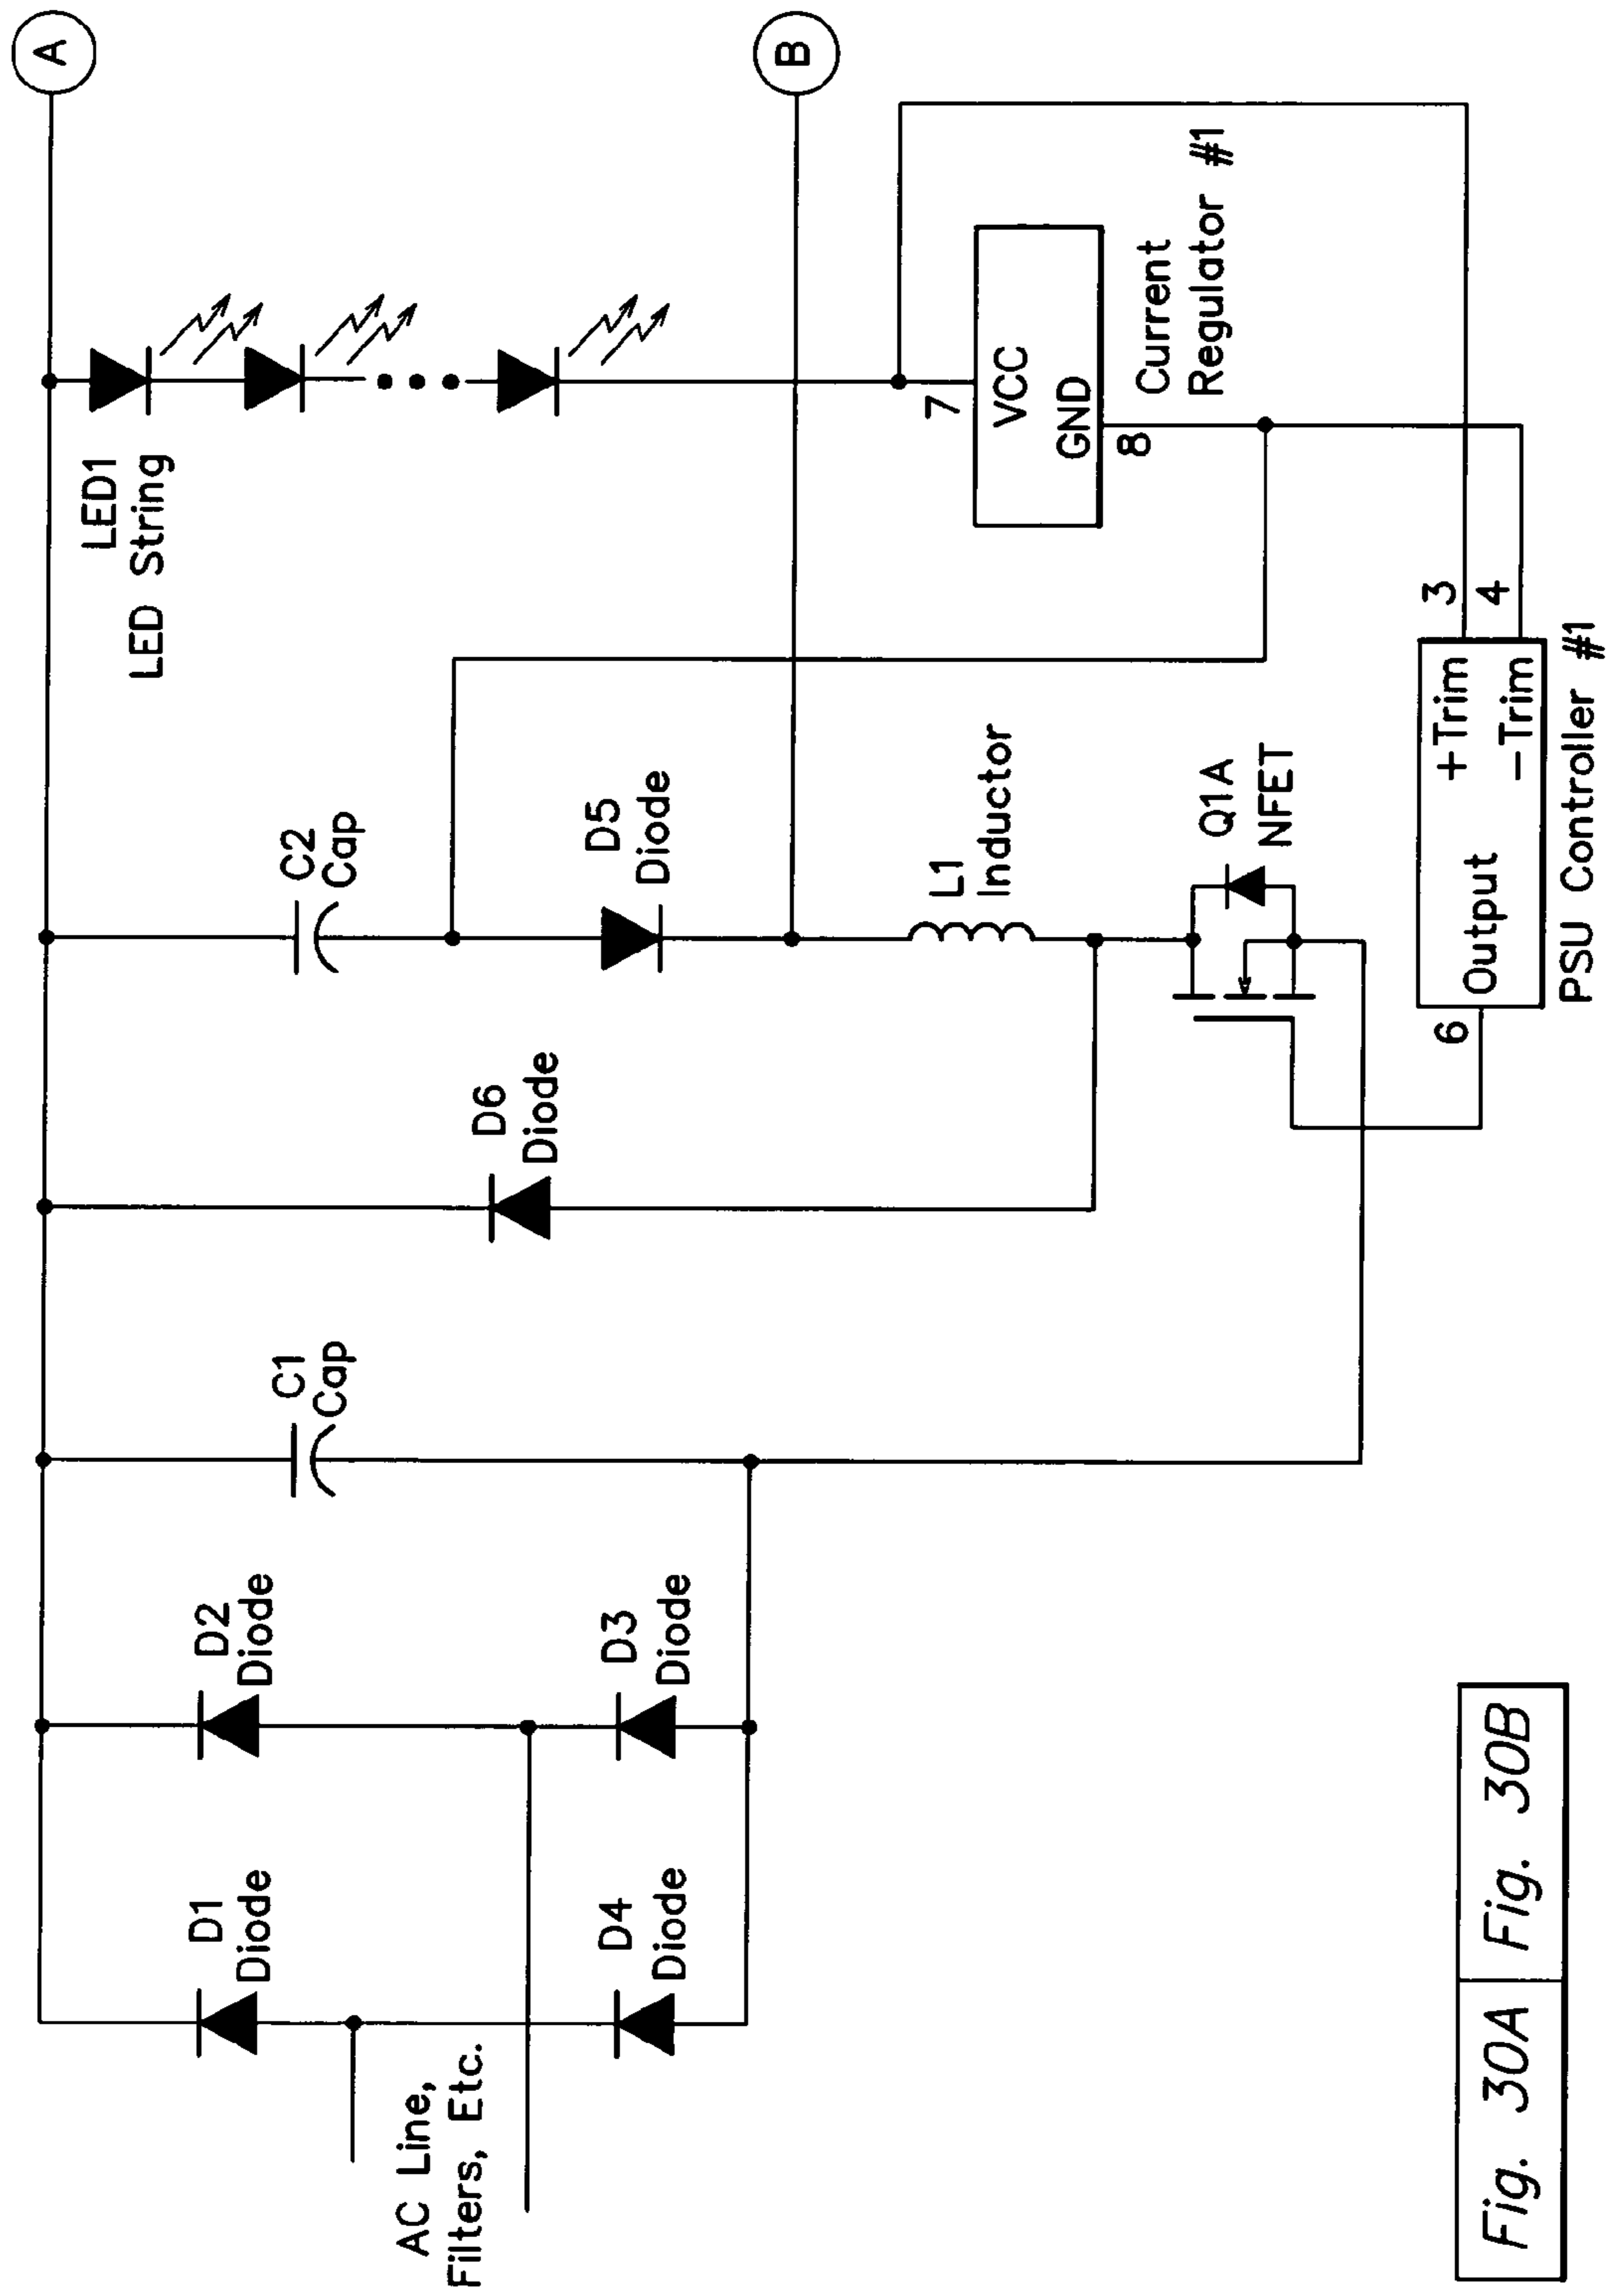 A
B
LED1
LED String
7
VCC
GND
8
Current
Regulator #1
C2
Cap
D5
Diode
L1
Inductor
Q1A
NFET
3
4
+Trim
-Trim
Output
6
PSU Controller #1
D6
Diode
C1
Cap
D2
Diode
D3
Diode
D1
Diode
D4
Diode
AC Line,
Filters, Etc.
Fig. 30A
Fig. 30B